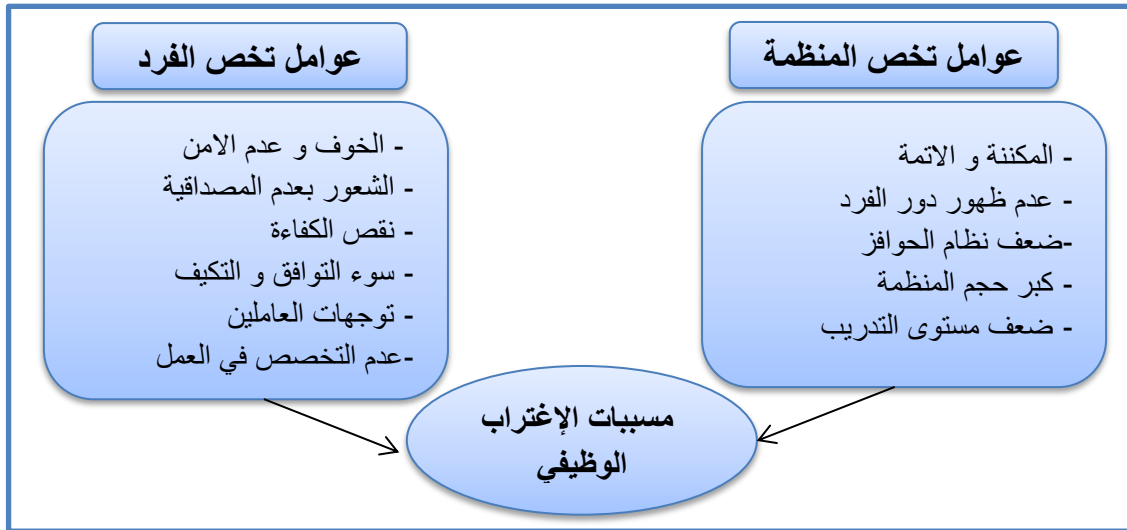 عوامل تخص المنظمة
- المكننة و الاتمة
- عدم ظهور دور الفرد
-ضعف نظام الحوافز
- كبر حجم المنظمة
- ضعف مستوى التدريب
عوامل تخص الفرد
- الخوف و عدم الامن
- الشعور بعدم المصداقية
- نقص الكفاءة
- سوء التوافق و التكيف
- توجهات العاملين
-عدم التخصص في العمل
مسببات الإغتراب
الوظيفي